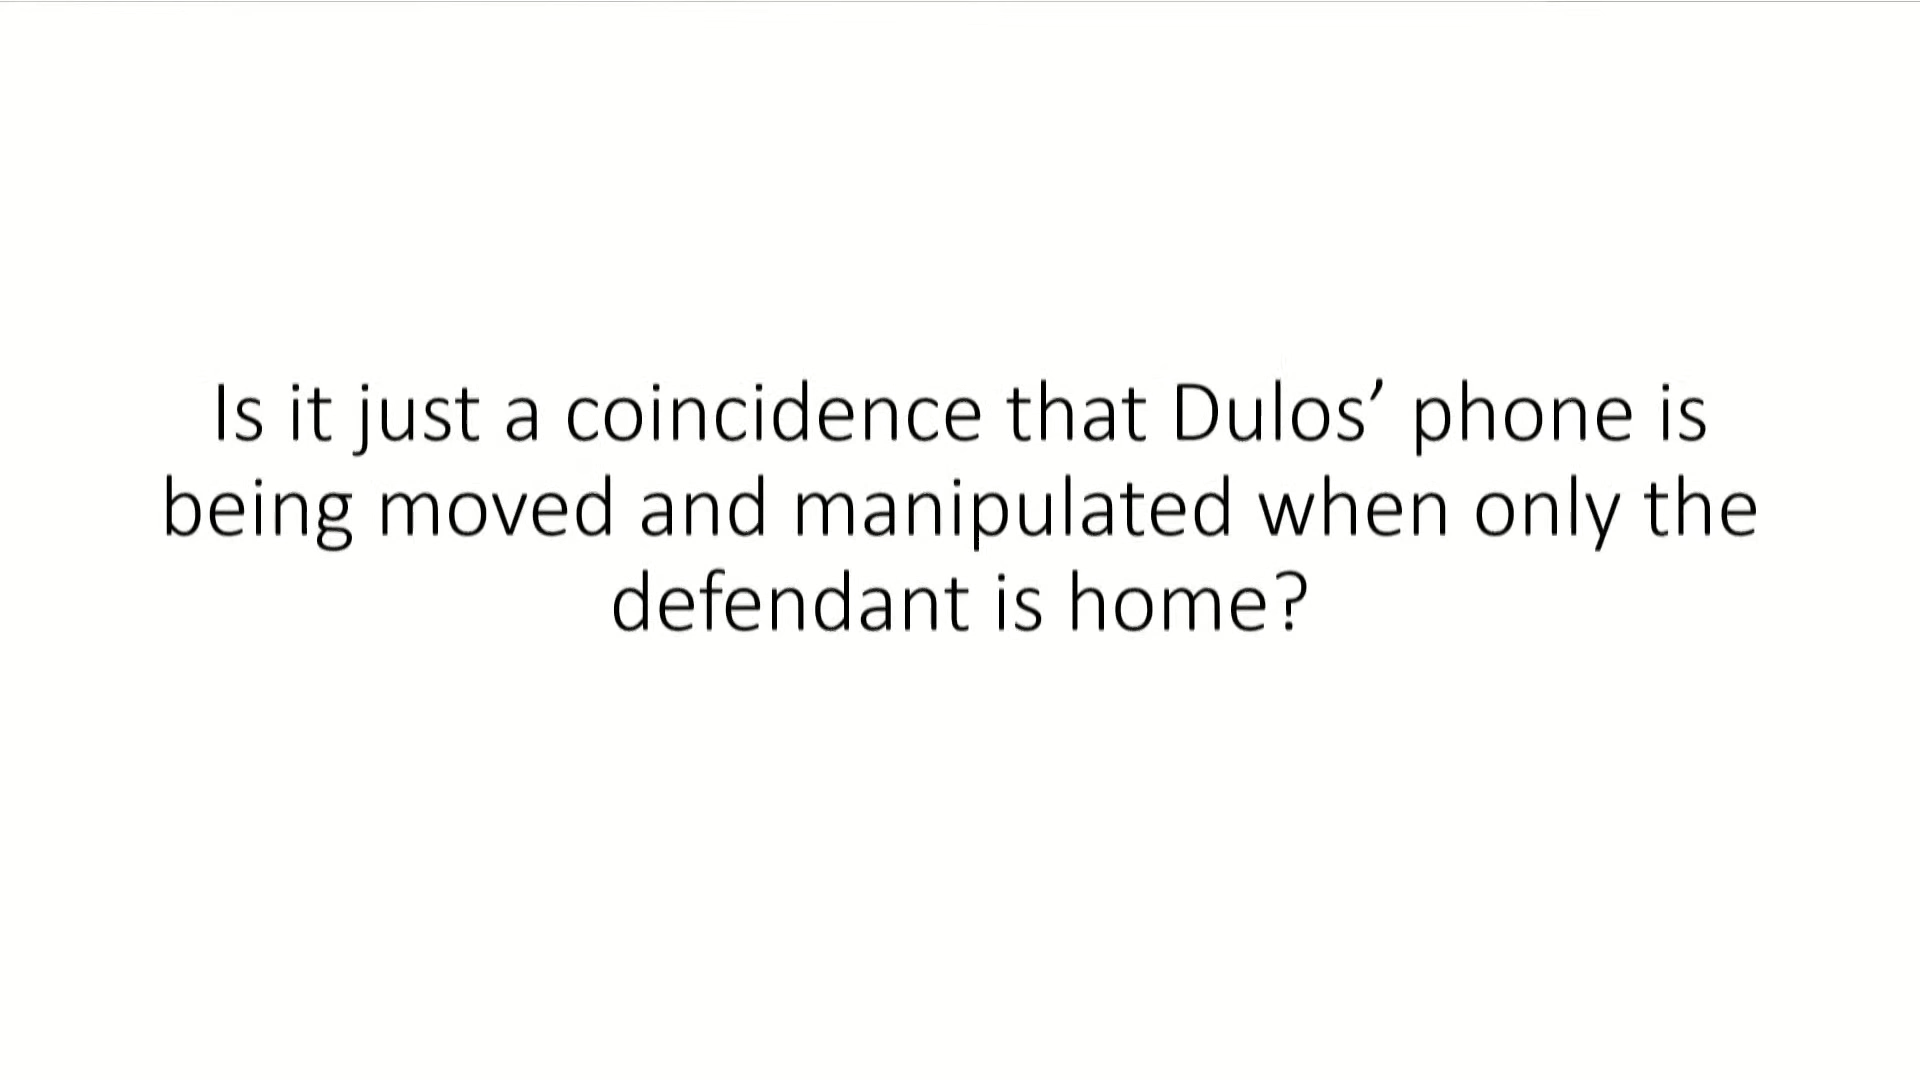 Is it just a coincidence that Dulos’ phone is
being moved and manipulated when only the
defendant is home?